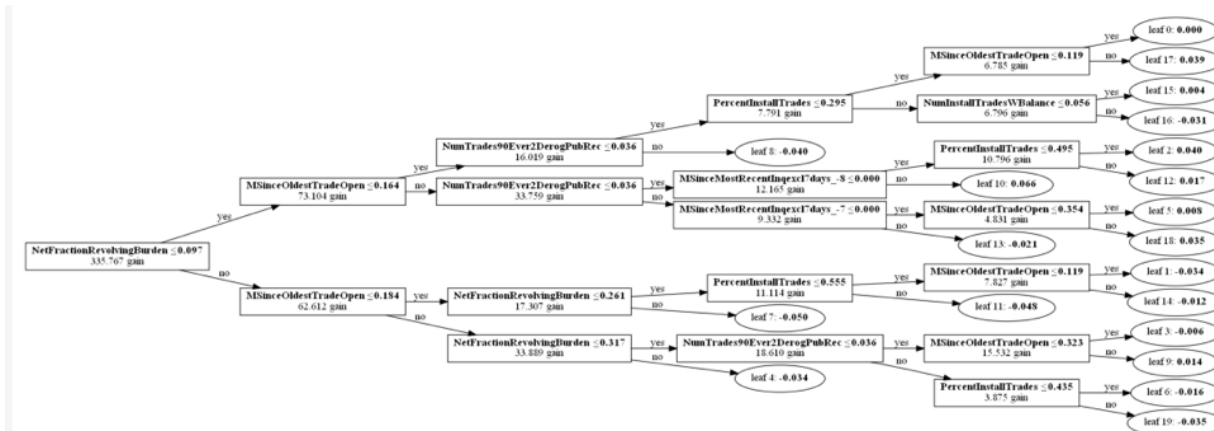 leaf 0: 0.000
yes
MSinceOldestTradeOpen ≤0.119
6.785 gain
no
leaf 17: 0.039
yes
PercentInstallTrades ≤0.295
7.791 gain
no
NumInstallTradesWBalance ≤0.056
6.796 gain
yes
leaf 15: 0.004
no
leaf 16: -0.031
yes
NumTrades90Ever2DerogPubRec ≤0.036
16.019 gain
no
leaf 8: -0.040
yes
MSinceOldestTradeOpen ≤0.164
73.104 gain
no
NumTrades90Ever2DerogPubRec ≤0.036
33.759 gain
yes
MSinceMostRecentInqexcl7days_-8 ≤0.000
12.165 gain
yes
PercentInstallTrades ≤0.495
10.796 gain
yes
leaf 2: 0.040
no
leaf 12: 0.017
no
leaf 10: 0.066
no
MSinceMostRecentInqexcl7days_-7 ≤0.000
9.332 gain
yes
MSinceOldestTradeOpen ≤0.354
4.831 gain
yes
leaf 5: 0.008
no
leaf 18: 0.035
no
leaf 13: -0.021
yes
NetFractionRevolvingBurden ≤0.097
335.767 gain
no
MSinceOldestTradeOpen ≤0.184
62.612 gain
yes
NetFractionRevolvingBurden ≤0.261
17.307 gain
yes
PercentInstallTrades ≤0.555
11.114 gain
yes
MSinceOldestTradeOpen ≤0.119
7.827 gain
yes
leaf 1: -0.034
no
leaf 14: -0.012
no
leaf 11: -0.048
no
leaf 7: -0.050
no
NetFractionRevolvingBurden ≤0.317
33.889 gain
yes
NumTrades90Ever2DerogPubRec ≤0.036
18.610 gain
yes
MSinceOldestTradeOpen ≤0.323
15.532 gain
yes
leaf 3: -0.006
no
leaf 9: 0.014
no
leaf 4: -0.034
no
PercentInstallTrades ≤0.435
3.875 gain
yes
leaf 6: -0.016
no
leaf 19: -0.035